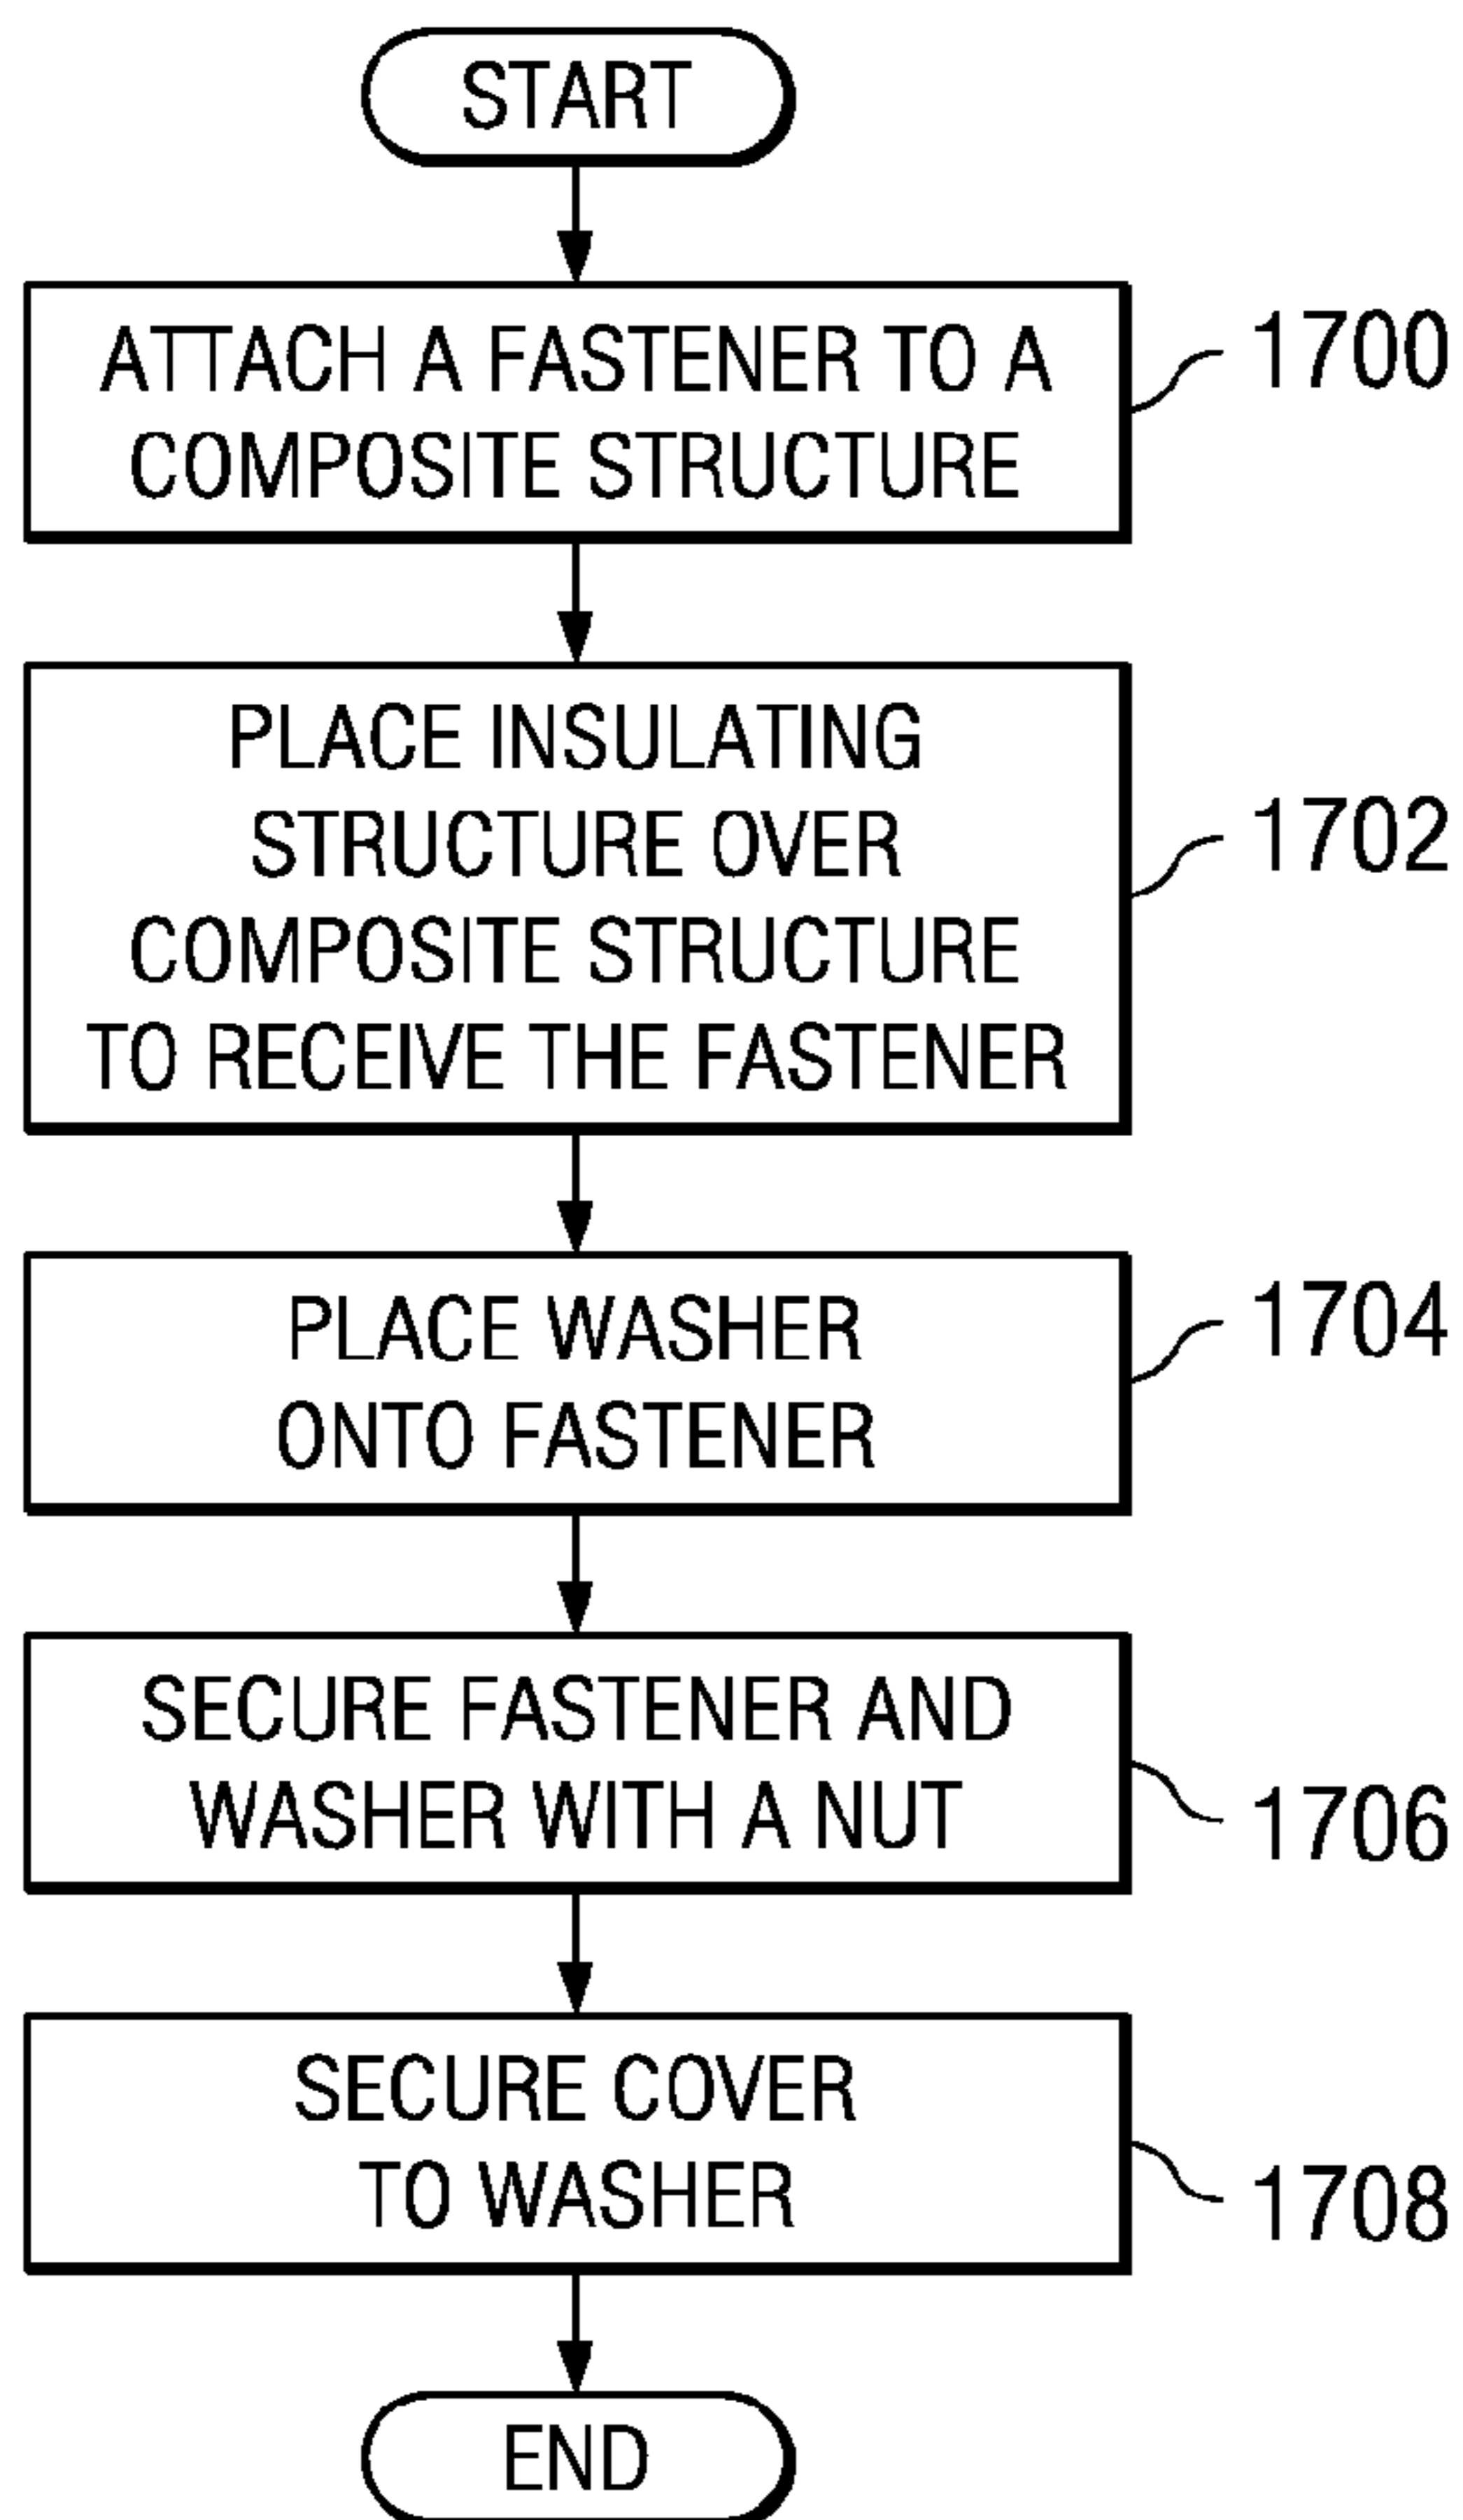 START
ATTACH A FASTENER TO A
COMPOSITE STRUCTURE
1700
PLACE INSULATING
STRUCTURE OVER
COMPOSITE STRUCTURE
TO RECEIVE THE FASTENER
1702
PLACE WASHER
ONTO FASTENER
1704
SECURE FASTENER AND
WASHER WITH A NUT
1706
SECURE COVER
TO WASHER
1708
END